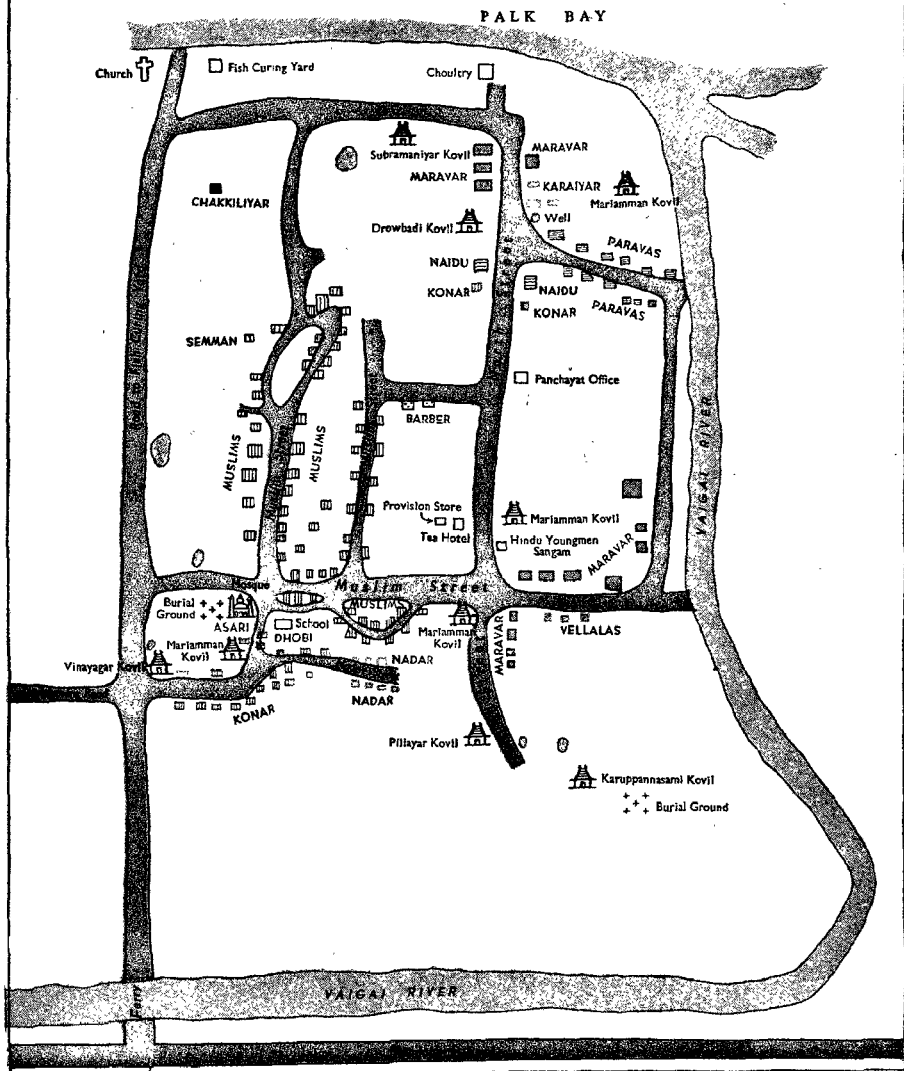 PALK BAY
Church
Fish Curing Yard
Choultry
Subramaniyar Kovil
MARAVAR
MARAVAR
KARAIYAR
Mariamman Kovil
CHAKKILIYAR
Well
Drowbadi Kovil
PARAVAS
NAIDU
KONAR
NAIDU
KONAR
PARAVAS
SEMMAN
Panchayat Office
BARBER
MUSLIMS
MUSLIMS
VAIGAI RIVER
Provision Store
Tea Hotel
Mariamman Kovil
Hindu Youngmen
Sangam
MARAVAR
Mosque
Muslim Street
Burial
Ground
ASARI
School
DHOBI
MUSLIMS
Mariamman
Kovil
MARAVAR
VELLALAS
Mariamman
Kovil
Vinayagar Kovil
NADAR
NADAR
KONAR
Pillayar Kovil
Karuppannasami Kovil
Burial Ground
VAIGAI RIVER
Ferry